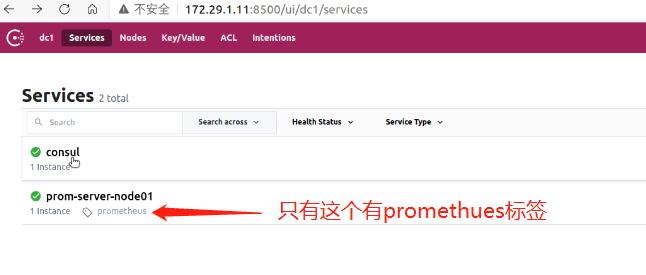 不安全 172.29.1.11:8500/ui/dc1/services
dc1 Services Nodes Key/Value ACL Intentions
Services 2 total
Search Search across Health Status Service Type
consul
1 Instance
prom-server-node01
1 Instance prometheus
只有这个有promethues标签